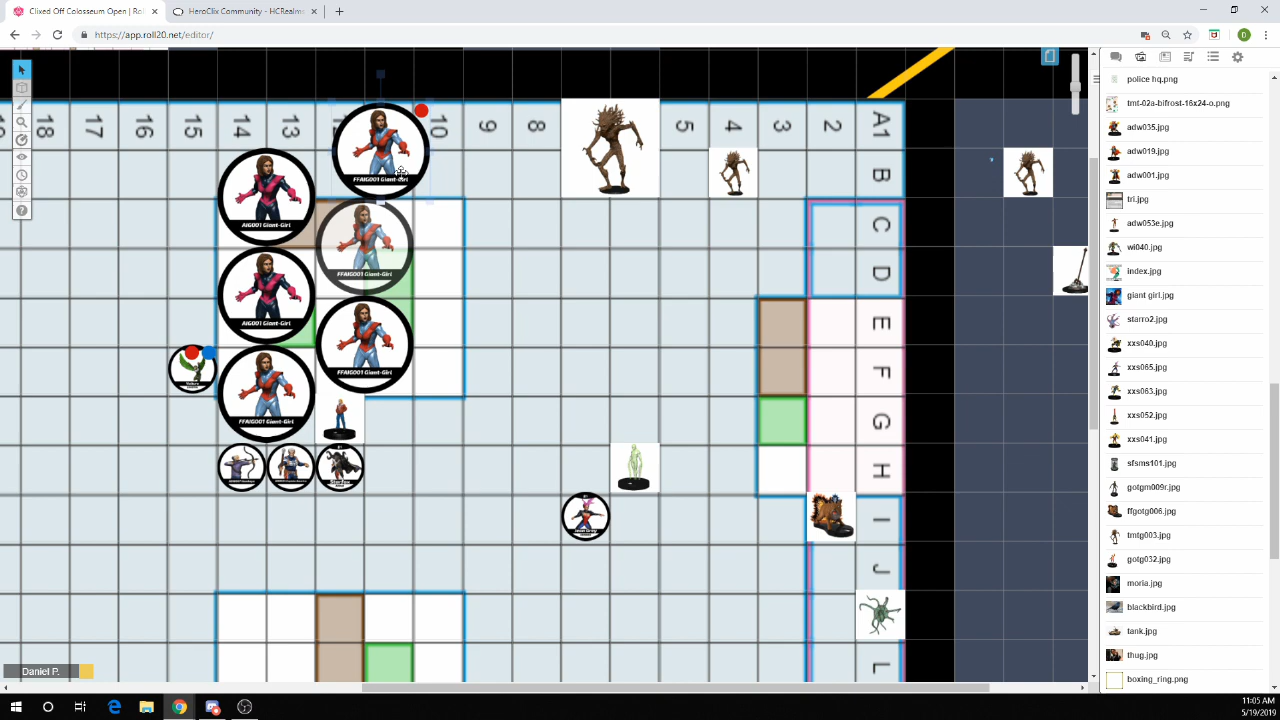 Clixed Off Colosseum Open | Rol
HeroClix Community - HCRealms
https://app.roll20.net/editor/
18
17
15
14
13
10
9
8
5
4
3
2
A1
B
C
D
E
F
G
H
I
J
L
FFAIG001 Giant-Girl
AIG001 Giant-Girl
FFAIG001 Giant-Girl
AIG001 Giant-Girl
FFAIG001 Giant-Girl
FFAIG001 Giant-Girl
Jean Grey
Daniel P.
police hq.png
tmt-02a-bifrost-16x24-o.png
adw035.jpg
adw019.jpg
adw001.jpg
tri.jpg
adw053e.jpg
wi040.jpg
index.jpg
giant girl.jpg
starro2.jpg
xxs040.jpg
xxs065.jpg
xxs063.jpg
xxs052.jpg
xxs041.jpg
sfsms101.jpg
gotgm009r.jpg
ffgotg006.jpg
tmtg003.jpg
gotg032.jpg
moria.jpg
blackbird.jpg
tank.jpg
thug.jpg
boxing_ring.png
11:05 AM
5/19/2019